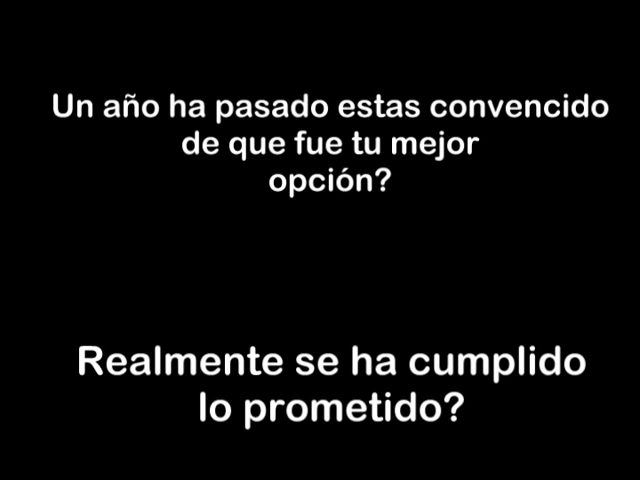 Un año ha pasado estas convencido
de que fue tu mejor
opción?
Realmente se ha cumplido
lo prometido?